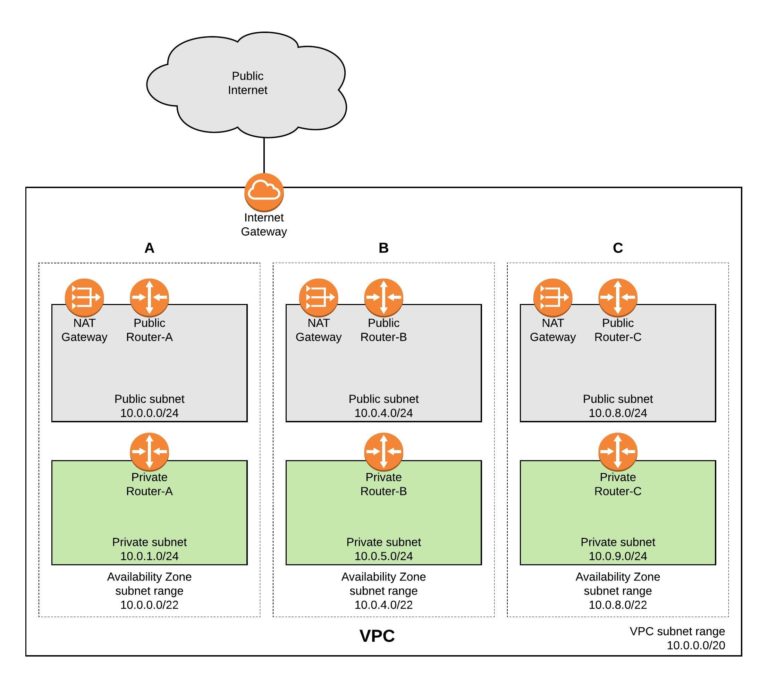 Public
Internet
Internet
Gateway
A
B
C
NAT
Gateway
Public
Router-A
Public subnet
10.0.0.0/24
Private
Router-A
Private subnet
10.0.1.0/24
Availability Zone
subnet range
10.0.0.0/22
NAT
Gateway
Public
Router-B
Public subnet
10.0.4.0/24
Private
Router-B
Private subnet
10.0.5.0/24
Availability Zone
subnet range
10.0.4.0/22
NAT
Gateway
Public
Router-C
Public subnet
10.0.8.0/24
Private
Router-C
Private subnet
10.0.9.0/24
Availability Zone
subnet range
10.0.8.0/22
VPC
VPC subnet range
10.0.0.0/20